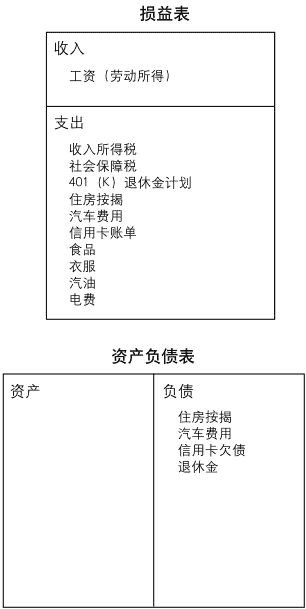 损益表
收入
工资（劳动所得）
支出
收入所得税
社会保障税
401（K）退休金计划
住房按揭
汽车费用
信用卡账单
食品
衣服
汽油
电费
资产负债表
资产
负债
住房按揭
汽车费用
信用卡欠债
退休金